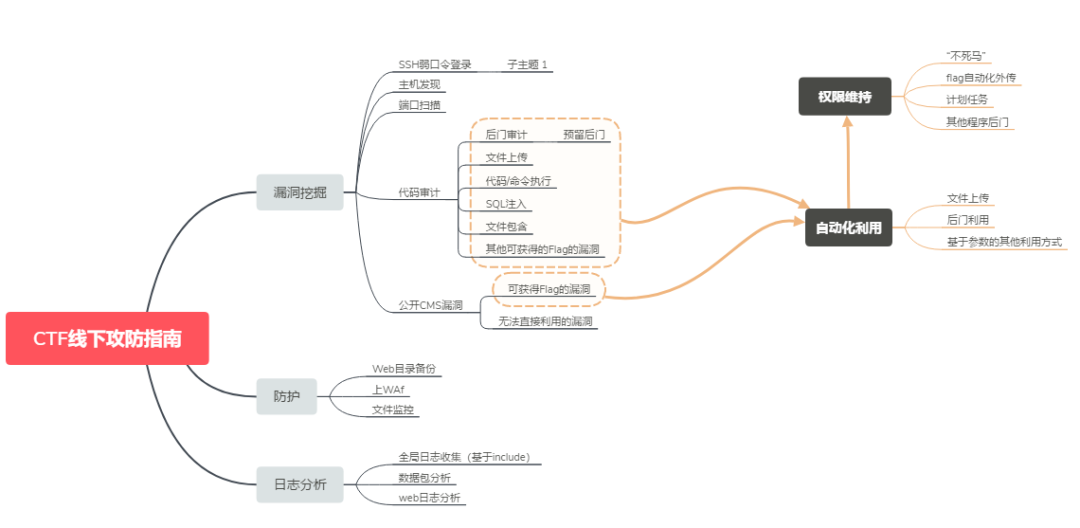 CTF线下攻防指南
漏洞挖掘
SSH弱口令登录
子主题 1
主机发现
端口扫描
代码审计
后门审计
预留后门
文件上传
代码/命令执行
SQL注入
文件包含
其他可获得的Flag的漏洞
公开CMS漏洞
可获得Flag的漏洞
无法直接利用的漏洞
权限维持
“不死马”
flag自动化外传
计划任务
其他程序后门
自动化利用
文件上传
后门利用
基于参数的其他利用方式
防护
Web目录备份
上WAf
文件监控
日志分析
全局日志收集（基于include）
数据包分析
web日志分析